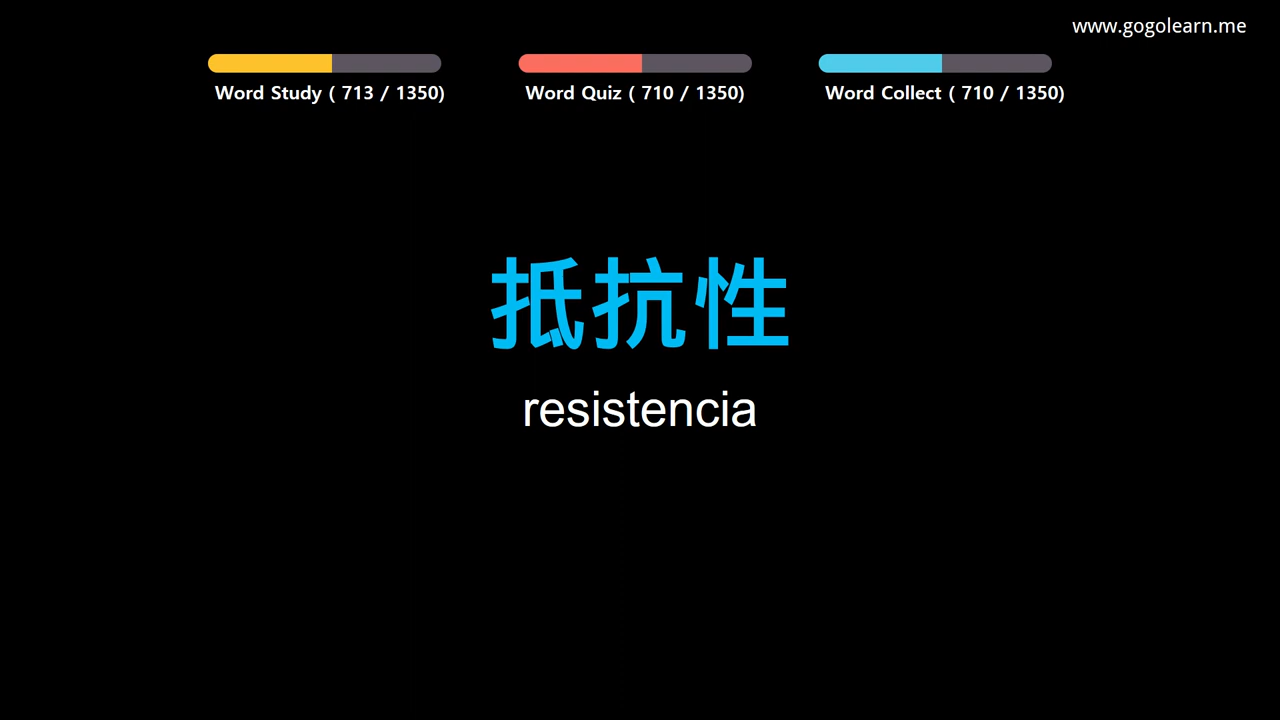 www.gogolearn.me
Word Study ( 713 / 1350)
Word Quiz ( 710 / 1350)
Word Collect ( 710 / 1350)
抵抗性
resistencia